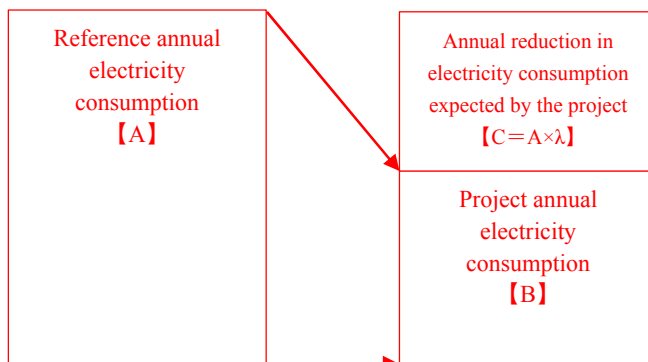 Reference annual
electricity
consumption
【A】
Annual reduction in
electricity consumption
expected by the project
【C＝A×λ】
Project annual
electricity
consumption
【B】